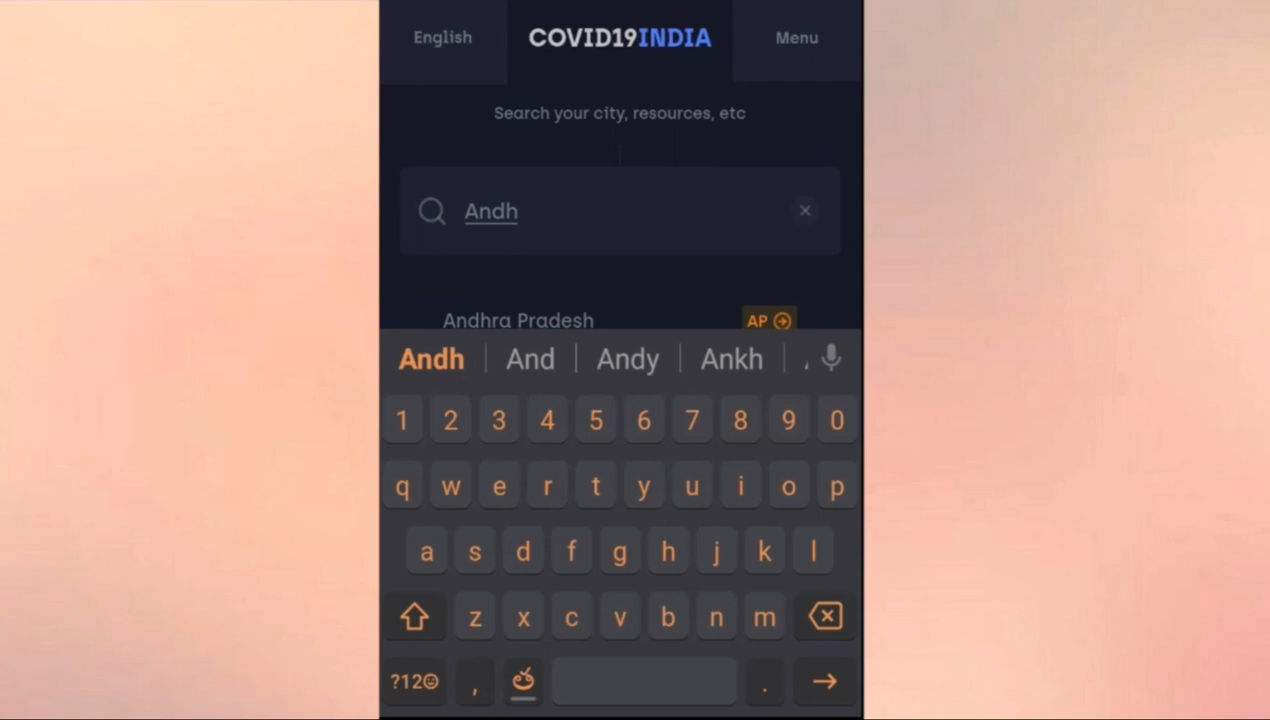 English COVID19INDIA Menu
Search your city, resources, etc
Andh
Andhra Pradesh AP
Andh And Andy Ankh
1 2 3 4 5 6 7 8 9 0
q w e r t y u i o p
a s d f g h j k l
z x c v b n m
?12 , .